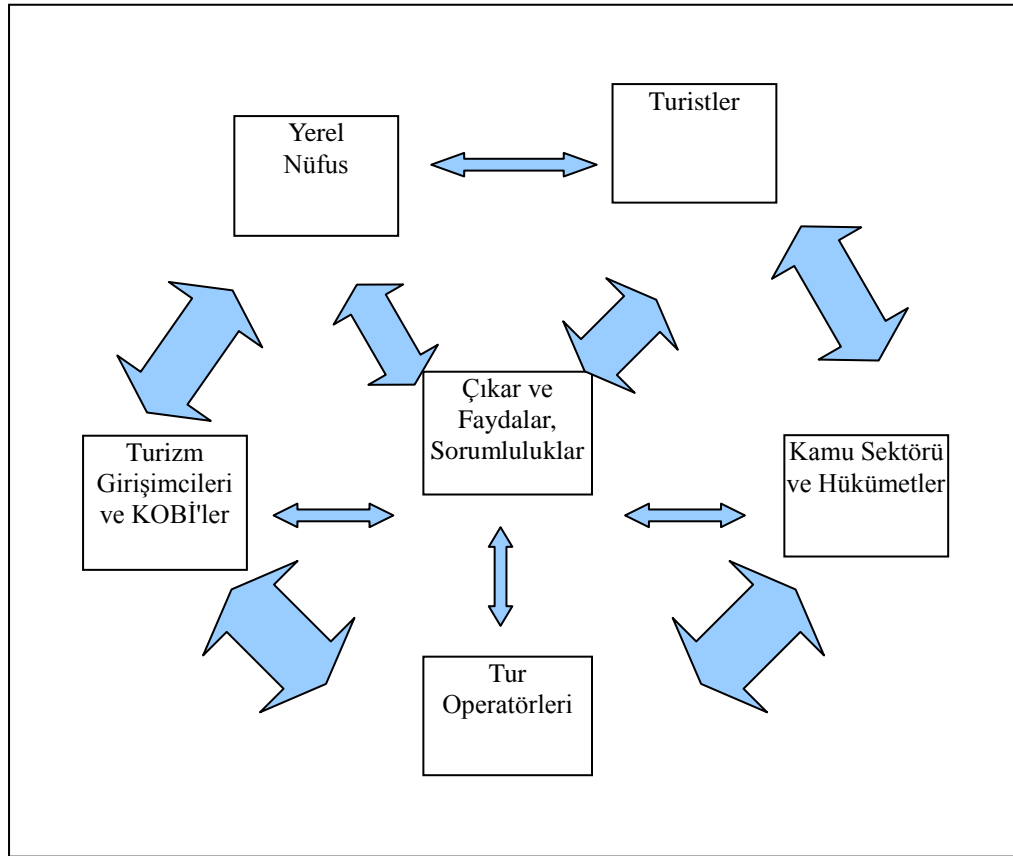 Yerel
Nüfus
Turistler
Çıkar ve
Faydalar,
Sorumluluklar
Turizm
Girişimcileri
ve KOBİ'ler
Kamu Sektörü
ve Hükümetler
Tur
Operatörleri